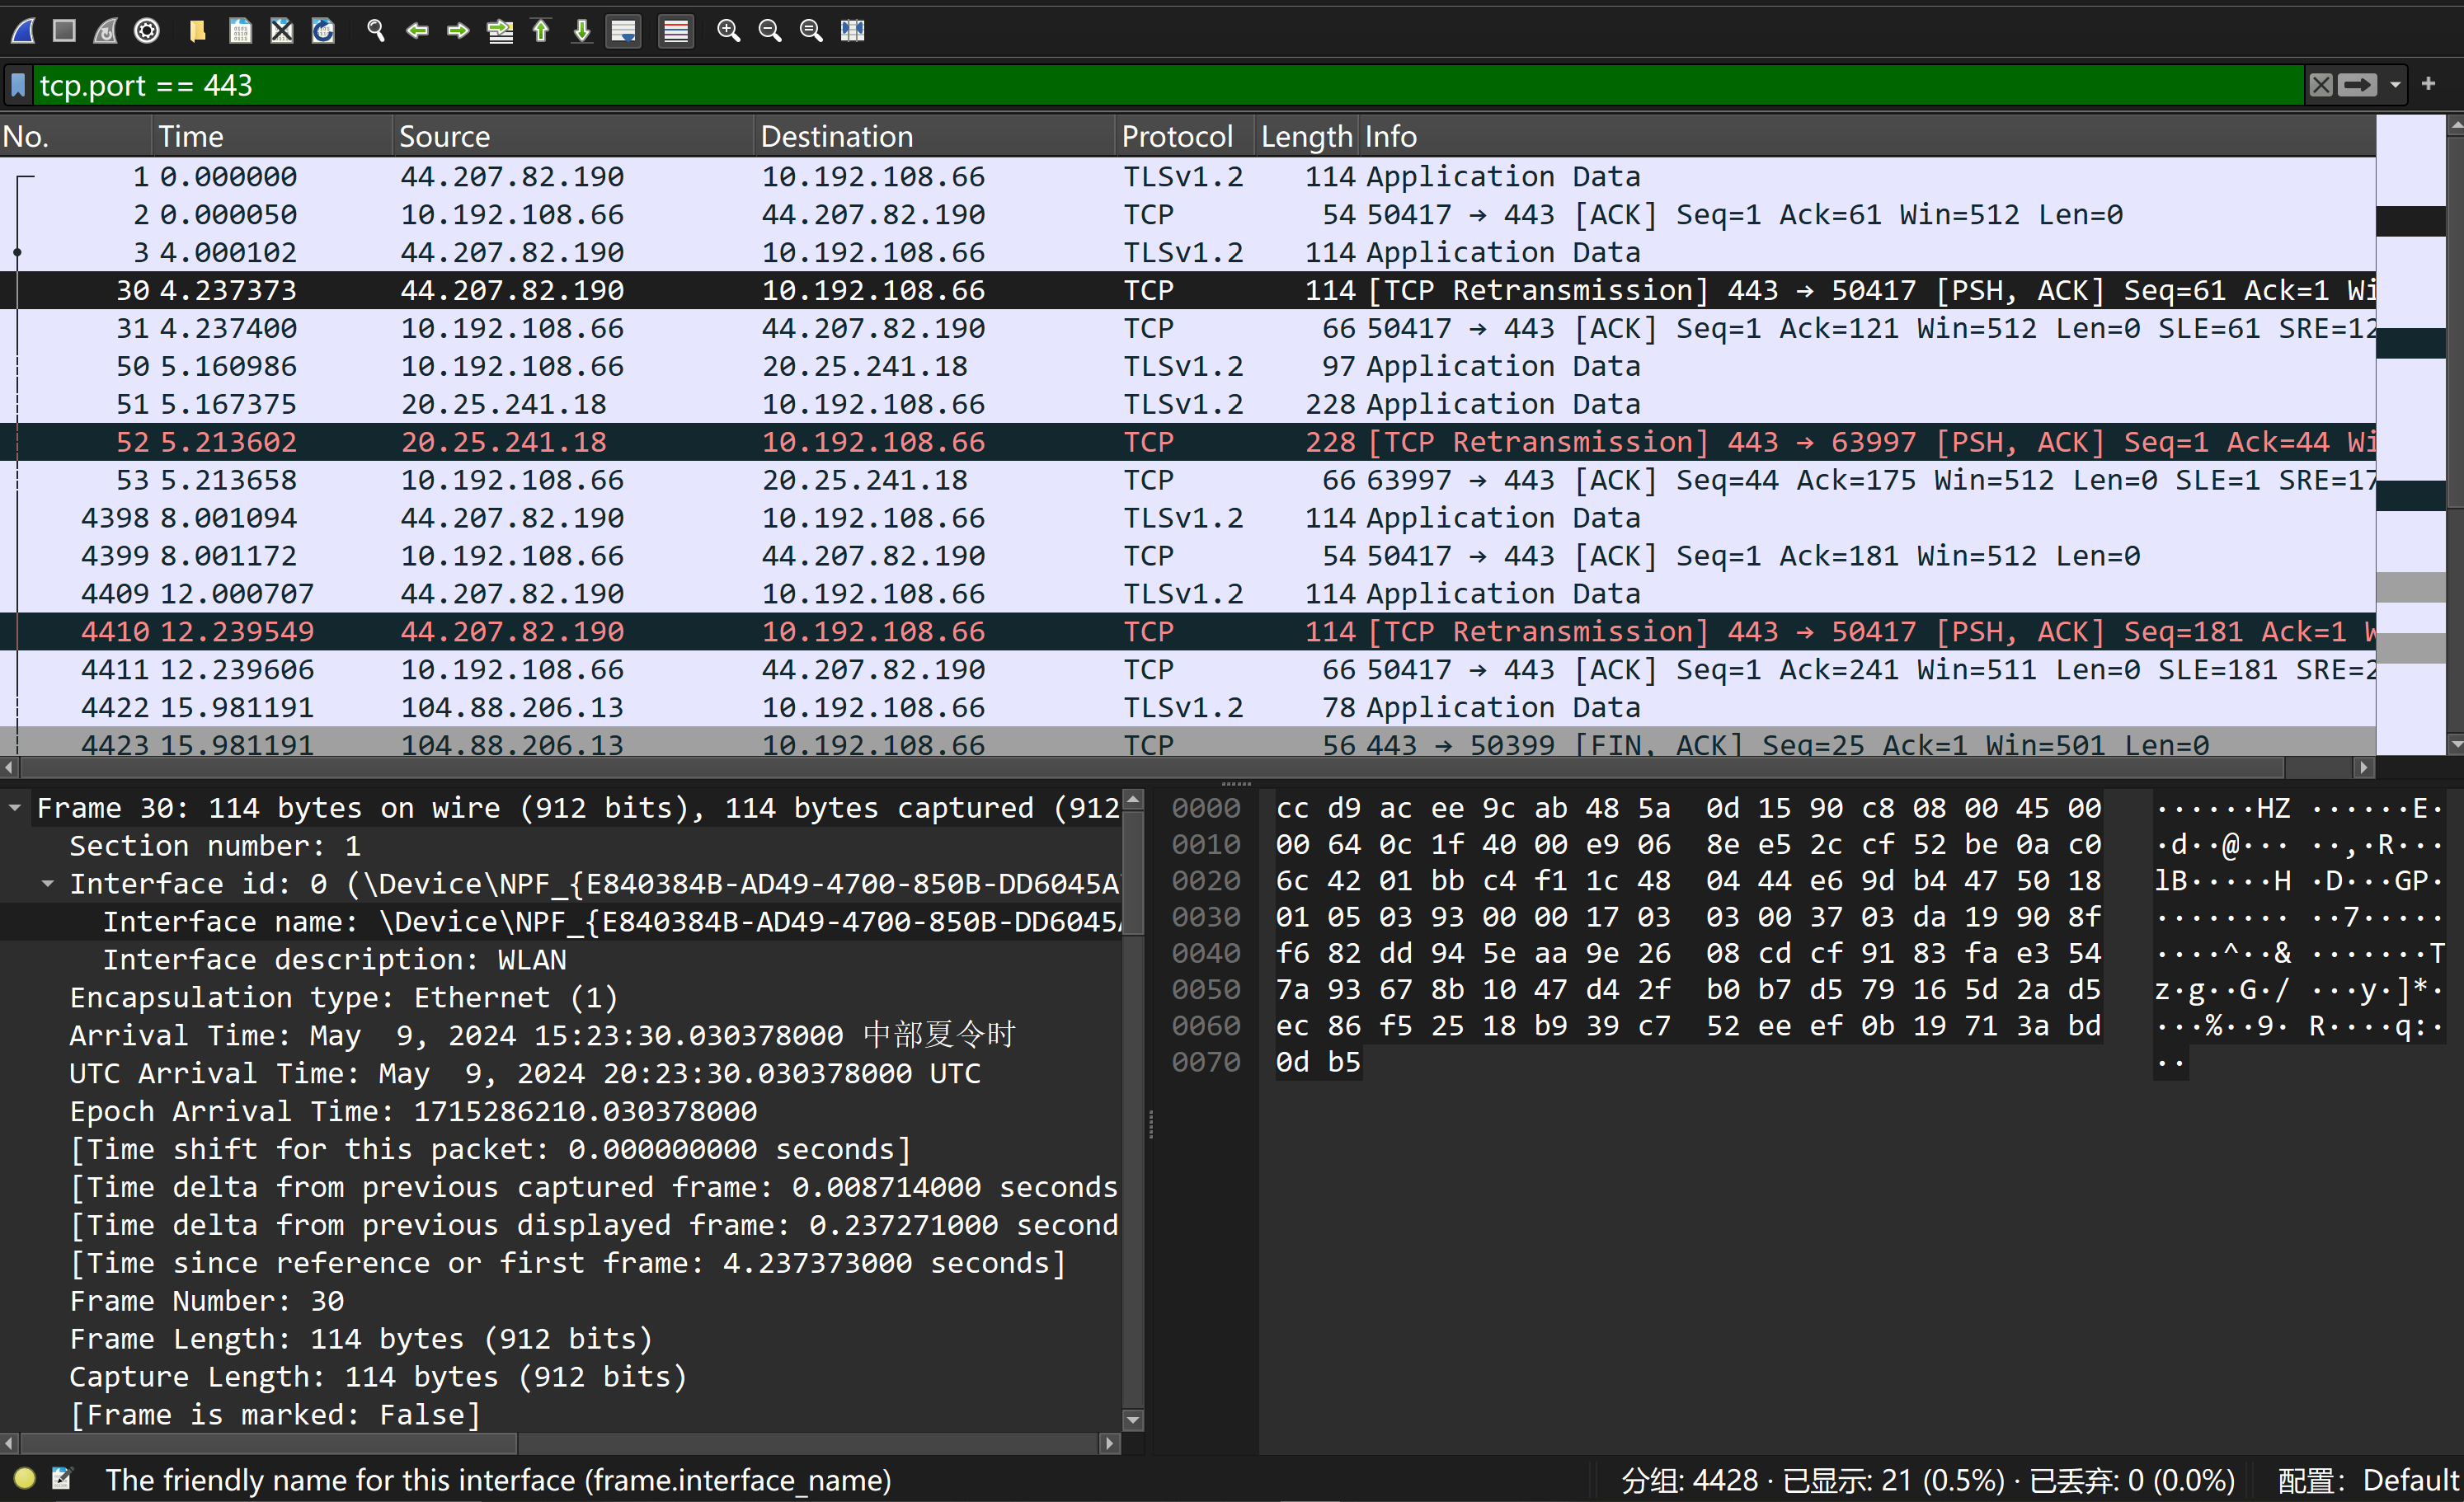 tcp.port == 443
No. Time Source Destination Protocol Length Info
1 0.000000 44.207.82.190 10.192.108.66 TLSv1.2 114 Application Data
2 0.000050 10.192.108.66 44.207.82.190 TCP 54 50417 → 443 [ACK] Seq=1 Ack=61 Win=512 Len=0
3 4.000102 44.207.82.190 10.192.108.66 TLSv1.2 114 Application Data
30 4.237373 44.207.82.190 10.192.108.66 TCP 114 [TCP Retransmission] 443 → 50417 [PSH, ACK] Seq=61 Ack=1 Wi
31 4.237400 10.192.108.66 44.207.82.190 TCP 66 50417 → 443 [ACK] Seq=1 Ack=121 Win=512 Len=0 SLE=61 SRE=12
50 5.160986 10.192.108.66 20.25.241.18 TLSv1.2 97 Application Data
51 5.167375 20.25.241.18 10.192.108.66 TLSv1.2 228 Application Data
52 5.213602 20.25.241.18 10.192.108.66 TCP 228 [TCP Retransmission] 443 → 63997 [PSH, ACK] Seq=1 Ack=44 Wi
53 5.213658 10.192.108.66 20.25.241.18 TCP 66 63997 → 443 [ACK] Seq=44 Ack=175 Win=512 Len=0 SLE=1 SRE=17
4398 8.001094 44.207.82.190 10.192.108.66 TLSv1.2 114 Application Data
4399 8.001172 10.192.108.66 44.207.82.190 TCP 54 50417 → 443 [ACK] Seq=1 Ack=181 Win=512 Len=0
4409 12.000707 44.207.82.190 10.192.108.66 TLSv1.2 114 Application Data
4410 12.239549 44.207.82.190 10.192.108.66 TCP 114 [TCP Retransmission] 443 → 50417 [PSH, ACK] Seq=181 Ack=1 W
4411 12.239606 10.192.108.66 44.207.82.190 TCP 66 50417 → 443 [ACK] Seq=1 Ack=241 Win=511 Len=0 SLE=181 SRE=2
4422 15.981191 104.88.206.13 10.192.108.66 TLSv1.2 78 Application Data
4423 15.981191 104.88.206.13 10.192.108.66 TCP 56 443 → 50399 [FIN, ACK] Seq=25 Ack=1 Win=501 Len=0
Frame 30: 114 bytes on wire (912 bits), 114 bytes captured (912
Section number: 1
Interface id: 0 (\Device\NPF_{E840384B-AD49-4700-850B-DD6045A
Interface name: \Device\NPF_{E840384B-AD49-4700-850B-DD6045A
Interface description: WLAN
Encapsulation type: Ethernet (1)
Arrival Time: May  9, 2024 15:23:30.030378000 中部夏令时
UTC Arrival Time: May  9, 2024 20:23:30.030378000 UTC
Epoch Arrival Time: 1715286210.030378000
[Time shift for this packet: 0.000000000 seconds]
[Time delta from previous captured frame: 0.008714000 seconds
[Time delta from previous displayed frame: 0.237271000 second
[Time since reference or first frame: 4.237373000 seconds]
Frame Number: 30
Frame Length: 114 bytes (912 bits)
Capture Length: 114 bytes (912 bits)
[Frame is marked: False]
0000 cc d9 ac ee 9c ab 48 5a 0d 15 90 c8 08 00 45 00 ······HZ ······E·
0010 00 64 0c 1f 40 00 e9 06 8e e5 2c cf 52 be 0a c0 ·d··@··· ··,·R···
0020 6c 42 01 bb c4 f1 1c 48 04 44 e6 9d b4 47 50 18 lB·····H ·D···GP·
0030 01 05 03 93 00 00 17 03 03 00 37 03 da 19 90 8f ········ ··7·····
0040 f6 82 dd 94 5e aa 9e 26 08 cd cf 91 83 fa e3 54 ····^··& ·······T
0050 7a 93 67 8b 10 47 d4 2f b0 b7 d5 79 16 5d 2a d5 z·g··G·/ ···y·]*·
0060 ec 86 f5 25 18 b9 39 c7 52 ee ef 0b 19 71 3a bd ···%··9· R····q:·
0070 0d b5 ··
The friendly name for this interface (frame.interface_name)
分组: 4428 · 已显示: 21 (0.5%) · 已丢弃: 0 (0.0%)
配置: Default